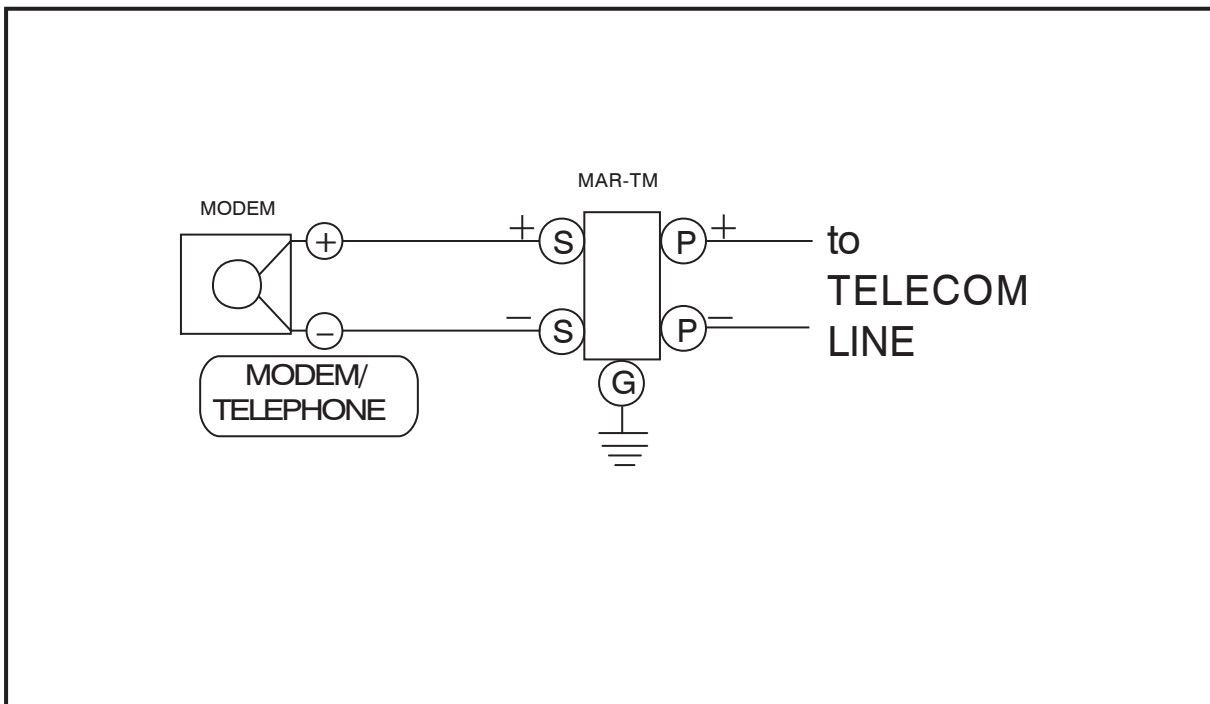 MAR-TM
MODEM
+ + S P + to
TELECOM
− − S P − LINE
MODEM/
TELEPHONE
G